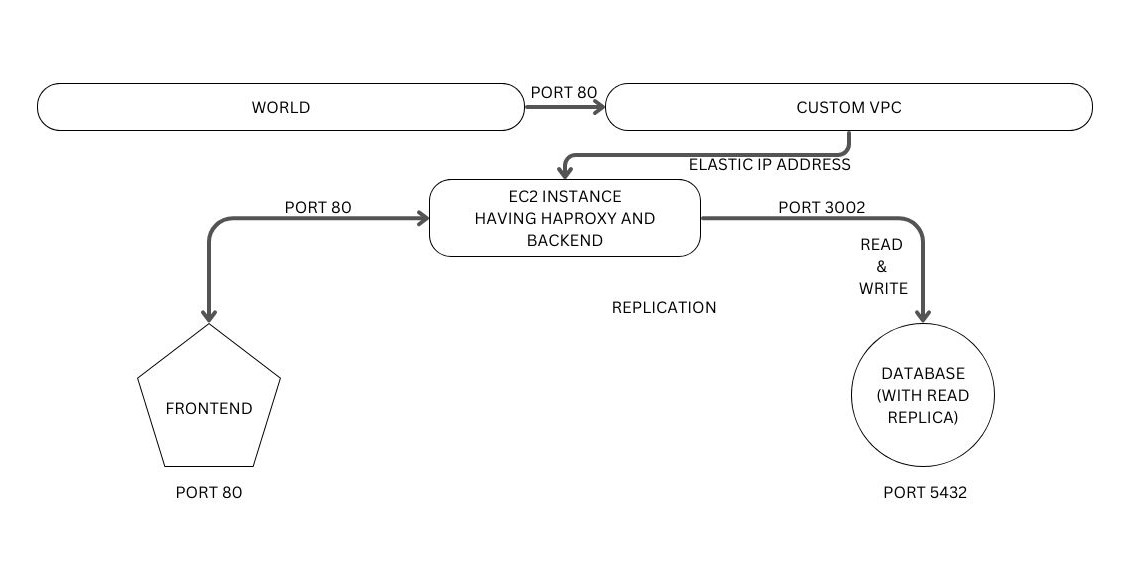 PORT 80
WORLD
CUSTOM VPC
ELASTIC IP ADDRESS
EC2 INSTANCE
HAVING HAPROXY AND
BACKEND
PORT 80
PORT 3002
READ
&
WRITE
REPLICATION
FRONTEND
DATABASE
(WITH READ
REPLICA)
PORT 80
PORT 5432